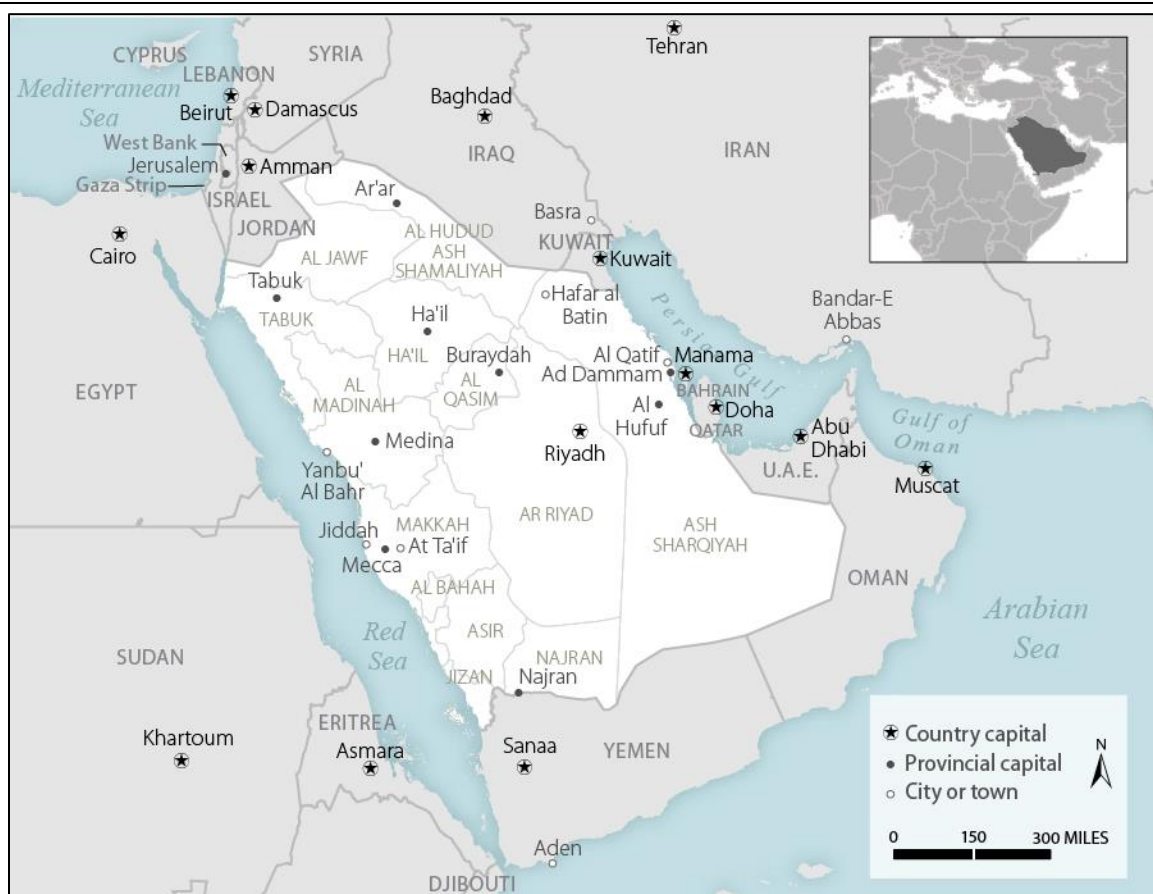 CYPRUS
SYRIA
Tehran
LEBANON
Mediterranean
Sea
Beirut
Damascus
Baghdad
West Bank
Jerusalem
Amman
Gaza Strip
ISRAEL
IRAQ
IRAN
Ar'ar
Basra
JORDAN
AL HUDUD
ASH
SHAMALIYAH
KUWAIT
Cairo
AL JAWF
Kuwait
Tabuk
TABUK
Hafar al
Batin
Bandar-E
Abbas
Ha'il
HA'IL
Persian Gulf
Buraydah
Al Qatif
Manama
Ad Dammam
BAHRAIN
EGYPT
AL
MADINAH
AL
QASIM
Al
Hufuf
Doha
QATAR
Abu
Dhabi
Gulf of
Oman
Medina
Riyadh
U.A.E.
Muscat
Yanbu'
Al Bahr
AR RIYAD
ASH
SHARQIYAH
Jiddah
MAKKAH
At Ta'if
Mecca
AL BAHAH
OMAN
Red
Sea
ASIR
Arabian
Sea
SUDAN
NAJRAN
JIZAN
Najran
ERITREA
Khartoum
Asmara
Sanaa
YEMEN
Aden
DJIBOUTI
Country capital
Provincial capital
City or town
N
0 150 300 MILES